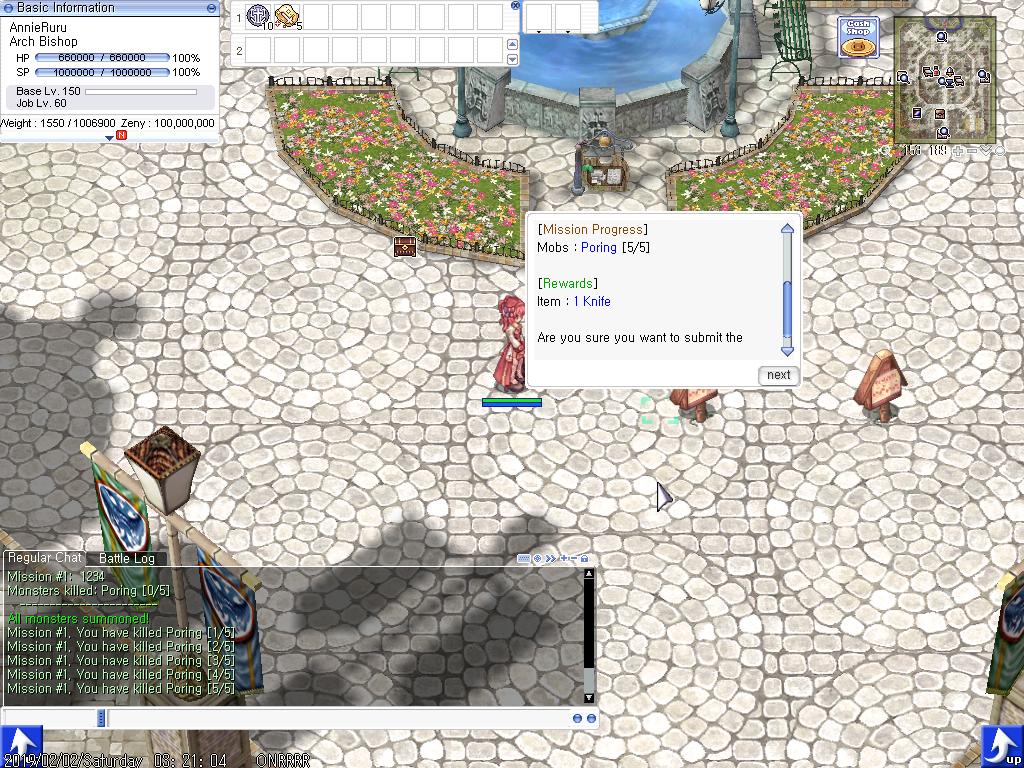 Basic Information
AnnieRuru
Arch Bishop
HP 660000 / 660000 100%
SP 1000000 / 1000000 100%
Base Lv. 150
Job Lv. 60
Weight : 1550 / 1006900 Zeny : 100,000,000
N
1
10 5
2
Cash Shop
189
[Mission Progress]
Mobs : Poring [5/5]
[Rewards]
Item : 1 Knife
Are you sure you want to submit the
next
Regular Chat Battle Log
Mission #1: 1234
Monsters killed: Poring [0/5]
--------------------
All monsters summoned!
Mission #1, You have killed Poring [1/5]
Mission #1, You have killed Poring [2/5]
Mission #1, You have killed Poring [3/5]
Mission #1, You have killed Poring [4/5]
Mission #1, You have killed Poring [5/5]
2019/02/02/Saturday 08: 21: 04 ONRRRR
up